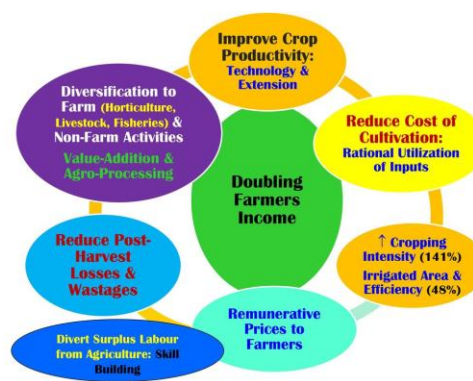 Improve Crop
Productivity:
Technology &
Extension
Diversification to
Farm (Horticulture,
Livestock, Fisheries) &
Non-Farm Activities
Value-Addition &
Agro-Processing
Reduce Cost of
Cultivation:
Rational Utilization
of Inputs
Doubling
Farmers
Income
Reduce Post-
Harvest
Losses &
Wastages
↑ Cropping
Intensity (141%)
Irrigated Area &
Efficiency (48%)
Remunerative
Prices to
Farmers
Divert Surplus Labour
from Agriculture: Skill
Building